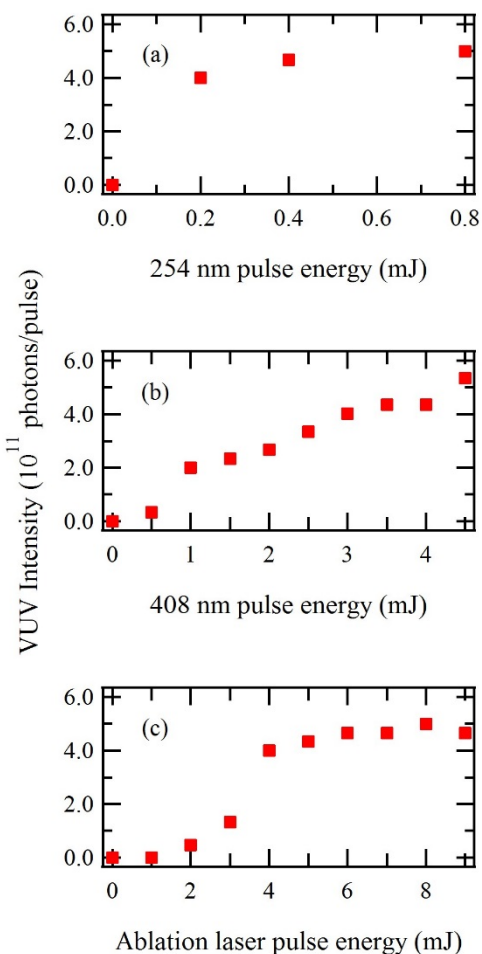 6.0
(a)
4.0
2.0
0.0
0.0 0.2 0.4 0.6 0.8
254 nm pulse energy (mJ)
VUV Intensity (10¹¹ photons/pulse)
6.0
(b)
4.0
2.0
0.0
0 1 2 3 4
408 nm pulse energy (mJ)
6.0
(c)
4.0
2.0
0.0
0 2 4 6 8
Ablation laser pulse energy (mJ)